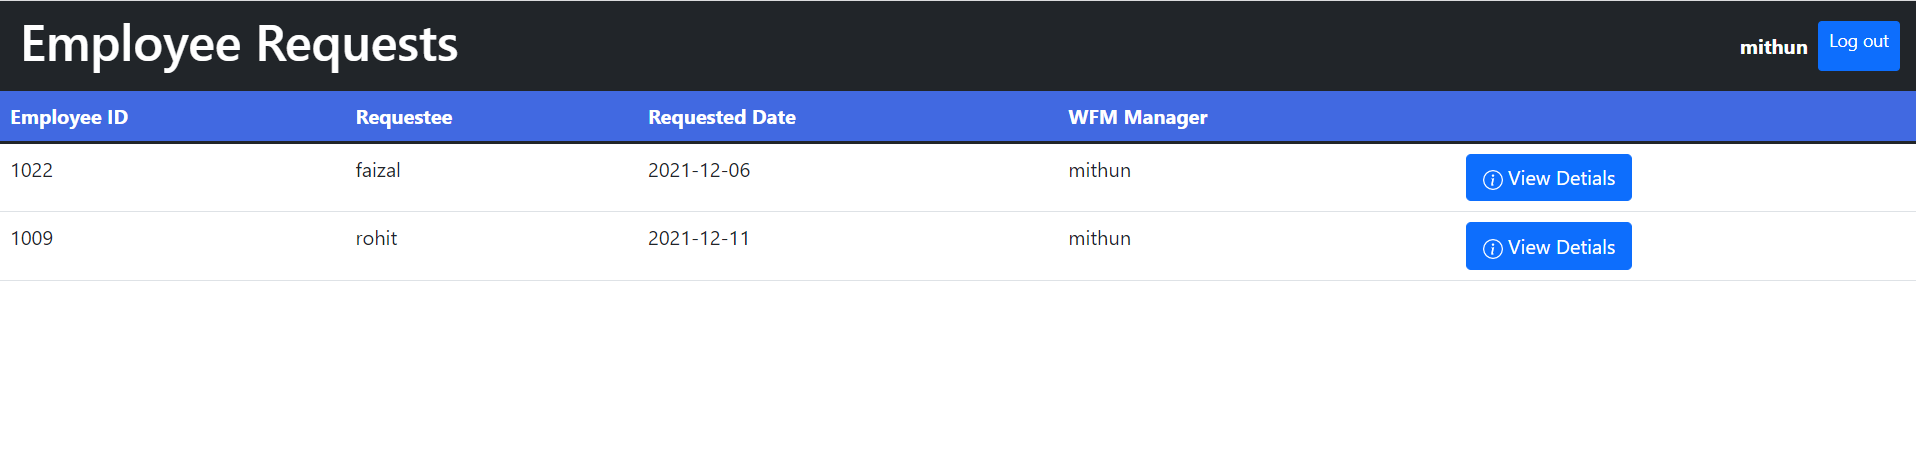 Employee Requests
mithun Log out
Employee ID Requestee Requested Date WFM Manager
1022 faizal 2021-12-06 mithun View Detials
1009 rohit 2021-12-11 mithun View Detials